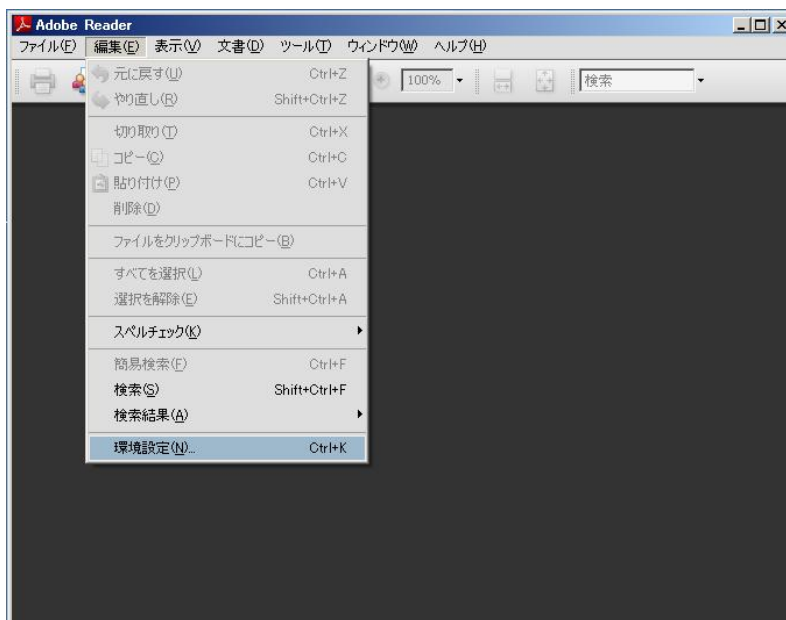 Adobe Reader
ファイル(F) 編集(E) 表示(V) 文書(D) ツール(T) ウィンドウ(W) ヘルプ(H)
100% 検索
元に戻す(U) Ctrl+Z
やり直し(R) Shift+Ctrl+Z
切り取り(T) Ctrl+X
コピー(C) Ctrl+C
貼り付け(P) Ctrl+V
削除(D)
ファイルをクリップボードにコピー(B)
すべてを選択(L) Ctrl+A
選択を解除(E) Shift+Ctrl+A
スペルチェック(K)
簡易検索(F) Ctrl+F
検索(S) Shift+Ctrl+F
検索結果(A)
環境設定(N)... Ctrl+K